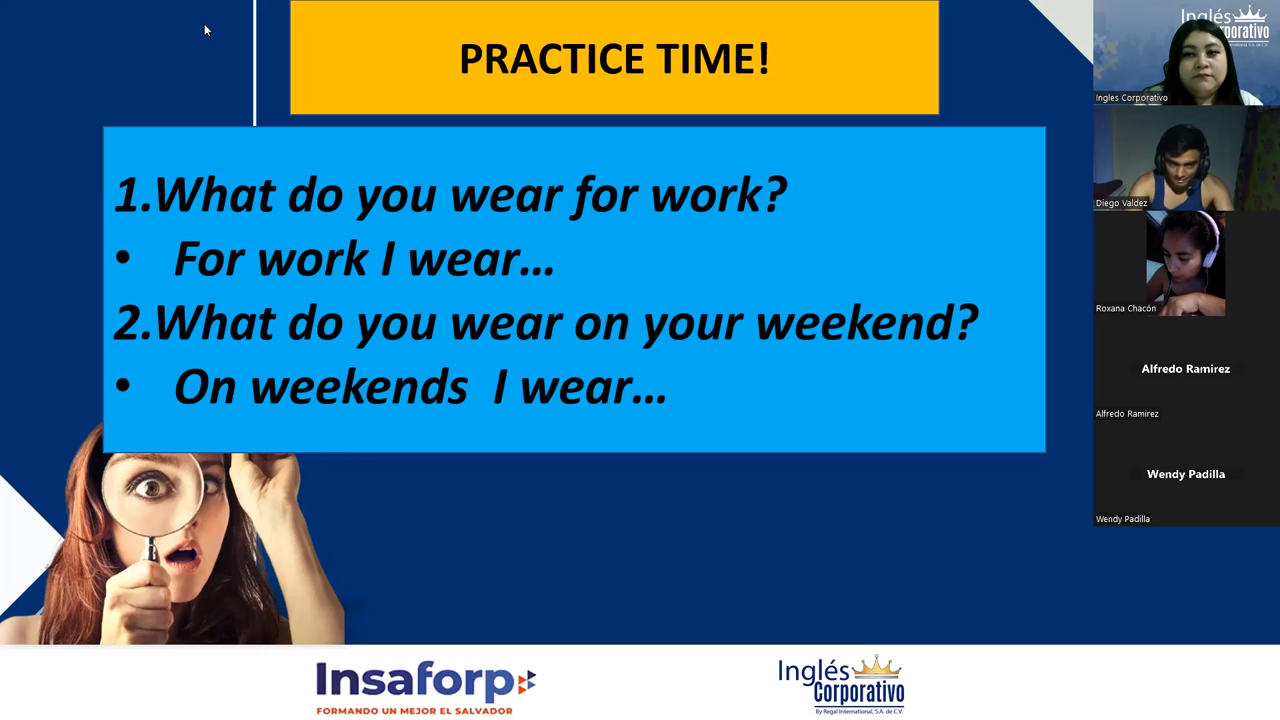 PRACTICE TIME!
1.What do you wear for work?
• For work I wear...
2.What do you wear on your weekend?
• On weekends I wear...
Insaforp
FORMANDO UN MEJOR EL SALVADOR
Inglés
Corporativo
By Regal International, S.A. de C.V.
Inglés
Ingles Corporativo
Diego Valdez
Roxana Chacón
Alfredo Ramirez
Alfredo Ramirez
Wendy Padilla
Wendy Padilla